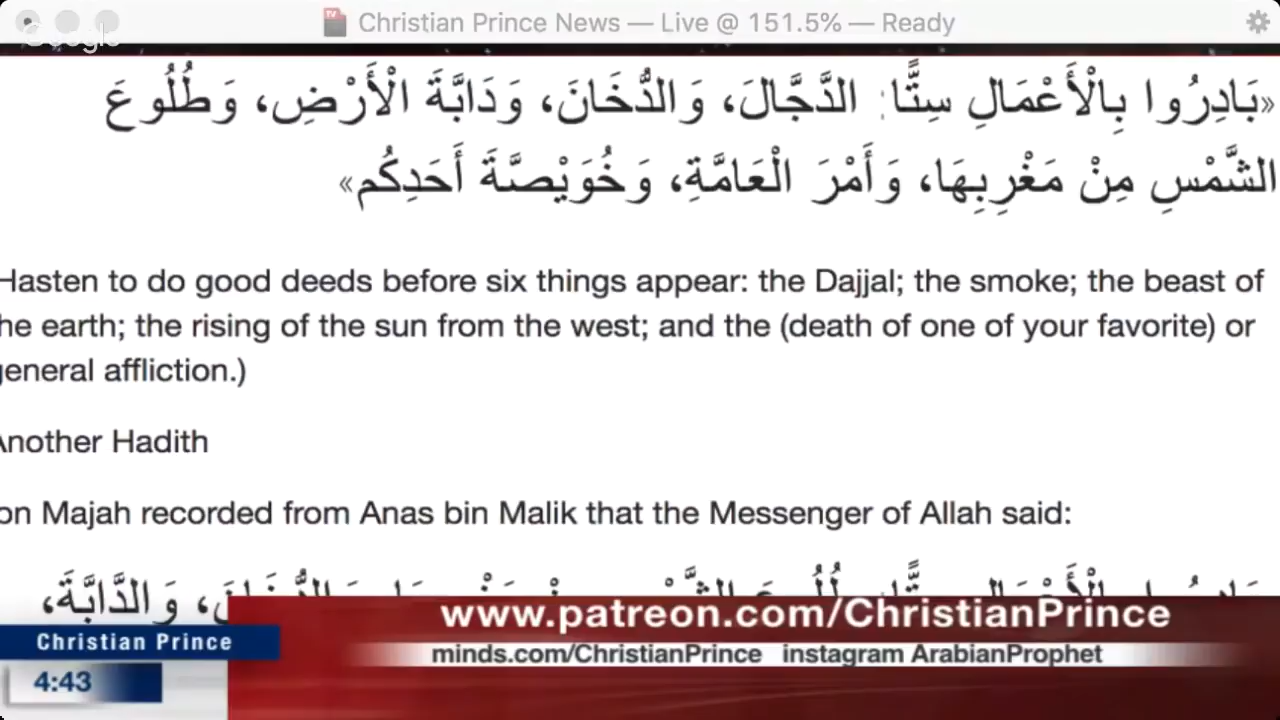 Christian Prince News — Live @ 151.5% — Ready
Google
«بَادِرُوا بِالْأَعْمَالِ سِتًّا: الدَّجَّالَ، وَالدُّخَانَ، وَدَابَّةَ الْأَرْضِ، وَطُلُوعَ
الشَّمْسِ مِنْ مَغْرِبِهَا، وَأَمْرَ الْعَامَّةِ، وَخُوَيْصَّةَ أَحَدِكُم»
Hasten to do good deeds before six things appear: the Dajjal; the smoke; the beast of
he earth; the rising of the sun from the west; and the (death of one of your favorite) or
general affliction.)
Another Hadith
bn Majah recorded from Anas bin Malik that the Messenger of Allah said:
وَالدَّابَّةَ،
www.patreon.com/ChristianPrince
Christian Prince
minds.com/ChristianPrince instagram ArabianProphet
4:43